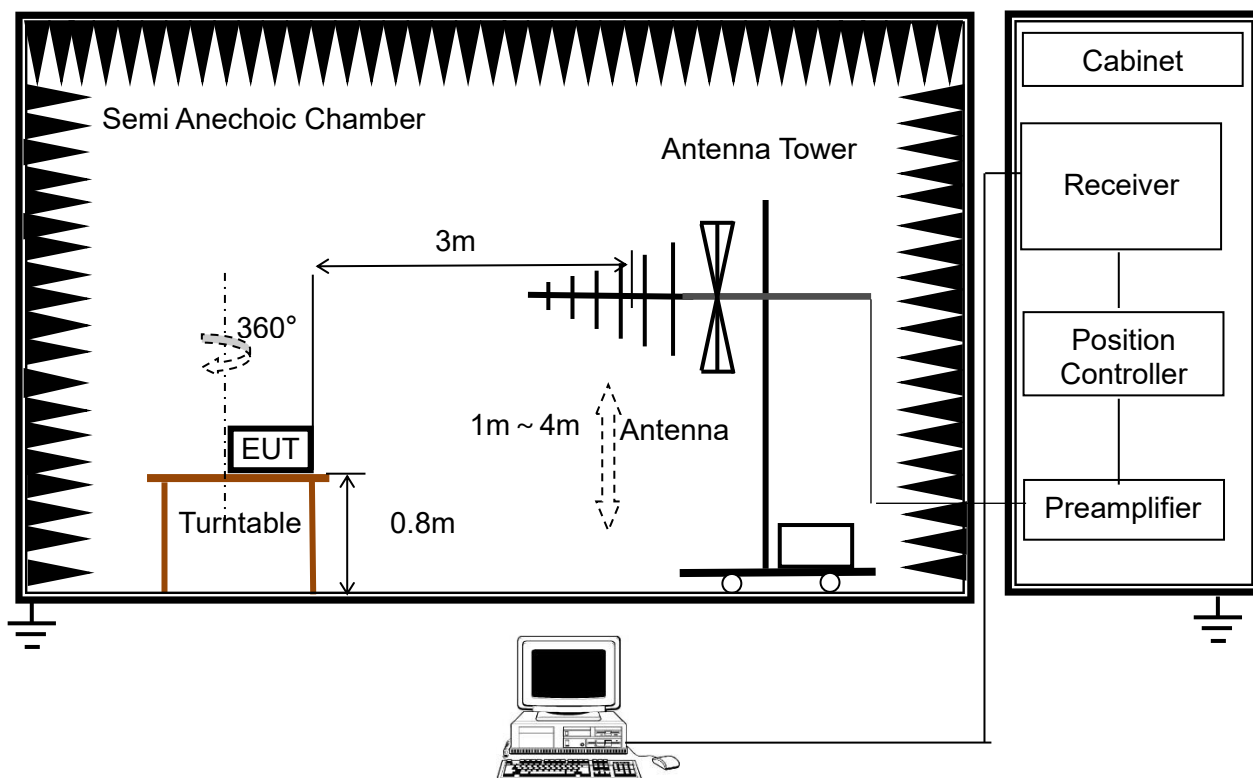 Cabinet
Semi Anechoic Chamber
Antenna Tower
Receiver
3m
360°
Position
Controller
1m ~ 4m
Antenna
EUT
Turntable
0.8m
Preamplifier